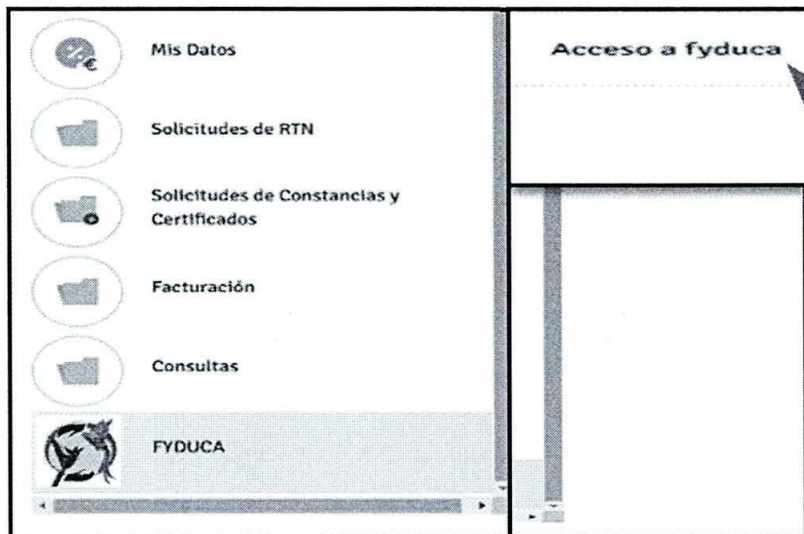 Mis Datos
Solicitudes de RTN
Solicitudes de Constancias y
Certificados
Facturación
Consultas
FYDUCA
Acceso a fyduca